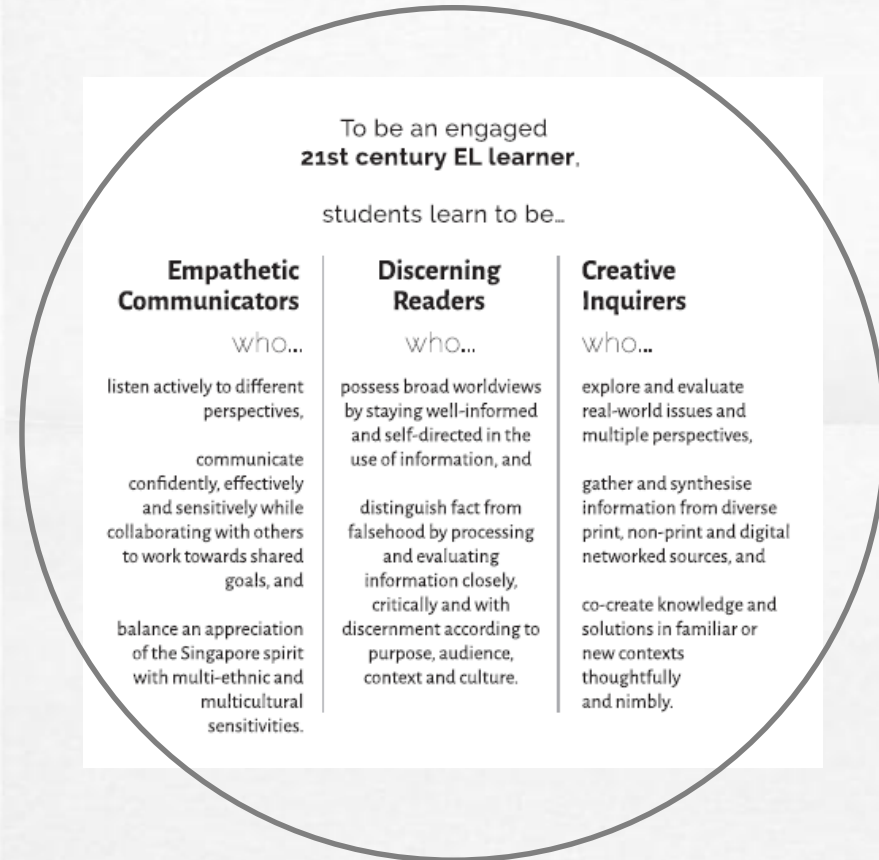 To be an engaged
21st century EL learner,
students learn to be…
Empathetic
Communicators
who...
listen actively to different
perspectives,
communicate
confidently, effectively
and sensitively while
collaborating with others
to work towards shared
goals, and
balance an appreciation
of the Singapore spirit
with multi-ethnic and
multicultural
sensitivities.
Discerning
Readers
who...
possess broad worldviews
by staying well-informed
and self-directed in the
use of information, and
distinguish fact from
falsehood by processing
and evaluating
information closely,
critically and with
discernment according to
purpose, audience,
context and culture.
Creative
Inquirers
who...
explore and evaluate
real-world issues and
multiple perspectives,
gather and synthesise
information from diverse
print, non-print and digital
networked sources, and
co-create knowledge and
solutions in familiar or
new contexts
thoughtfully
and nimbly.